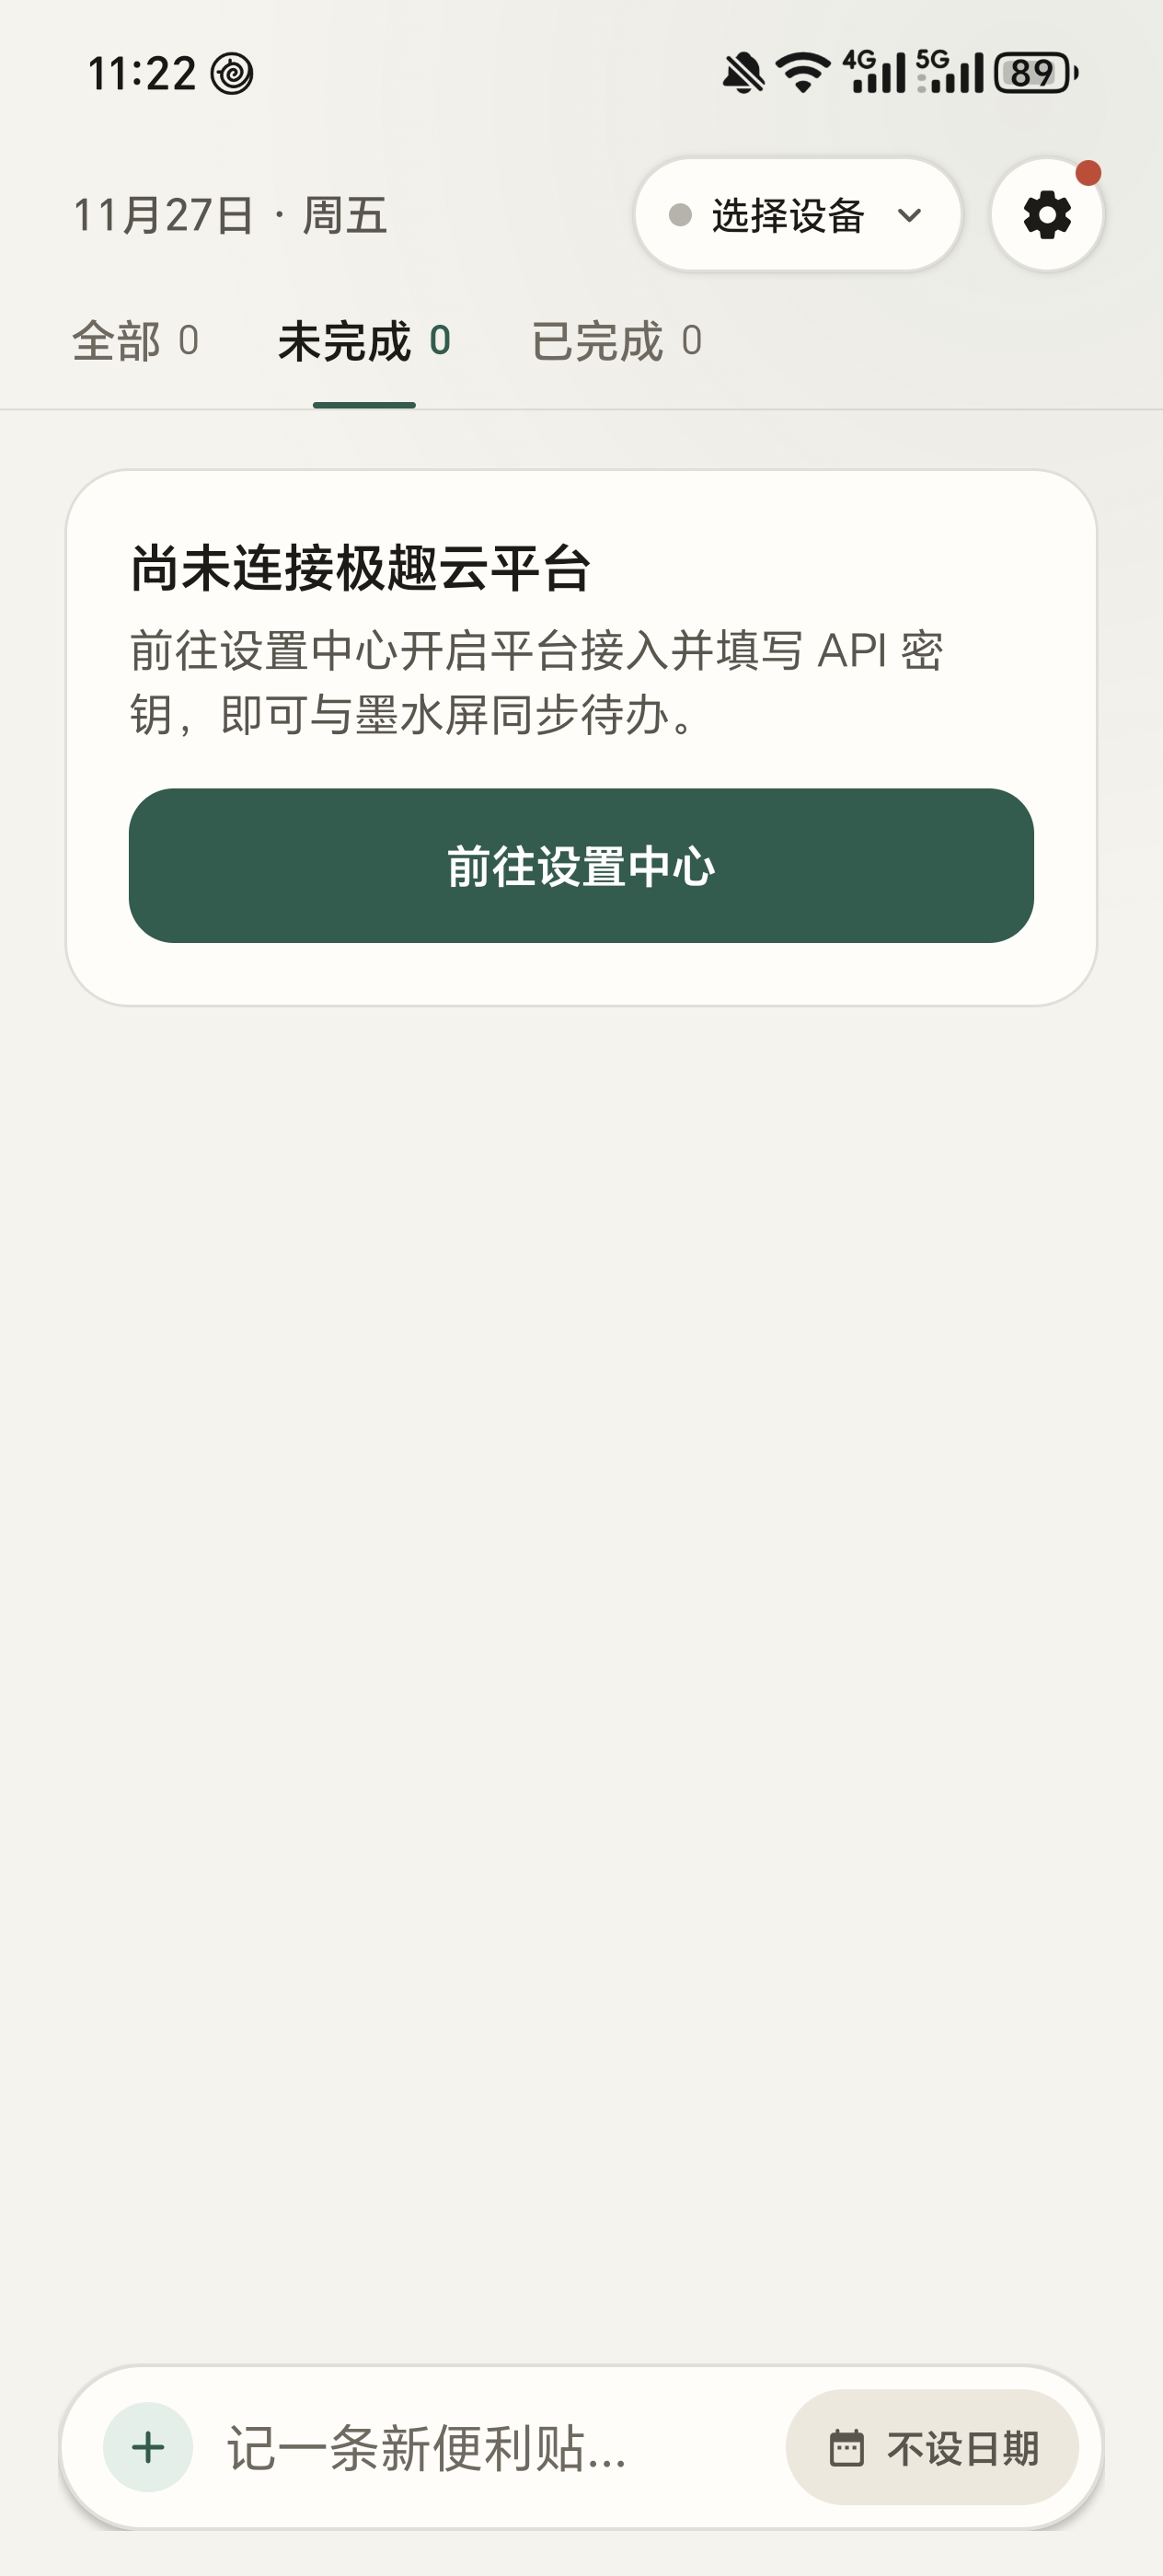 11:22 4G 5G 89
11月27日 · 周五 选择设备
全部 0 未完成 0 已完成 0
尚未连接极趣云平台
前往设置中心开启平台接入并填写 API 密
钥，即可与墨水屏同步待办。
前往设置中心
记一条新便利贴... 不设日期